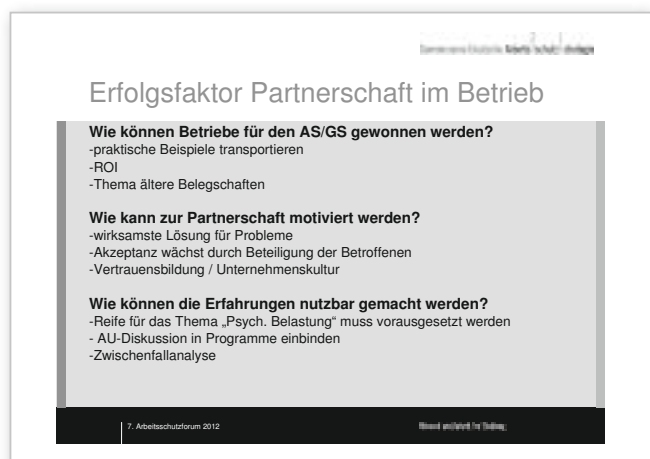 Erfolgsfaktor Partnerschaft im Betrieb
Wie können Betriebe für den AS/GS gewonnen werden?
-praktische Beispiele transportieren
-ROI
-Thema ältere Belegschaften
Wie kann zur Partnerschaft motiviert werden?
-wirksamste Lösung für Probleme
-Akzeptanz wächst durch Beteiligung der Betroffenen
-Vertrauensbildung / Unternehmenskultur
Wie können die Erfahrungen nutzbar gemacht werden?
-Reife für das Thema „Psych. Belastung“ muss vorausgesetzt werden
- AU-Diskussion in Programme einbinden
-Zwischenfallanalyse
7. Arbeitsschutzforum 2012